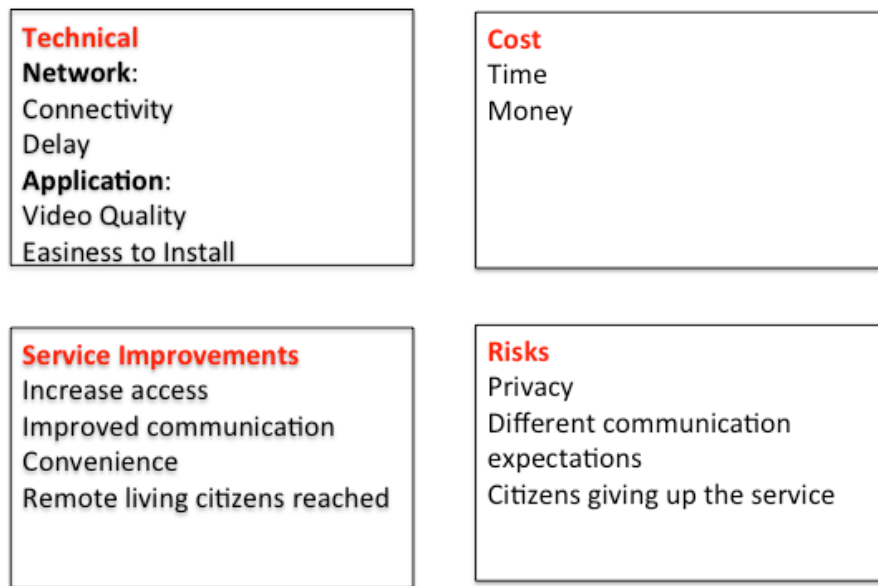 Technical
Network:
Connectivity
Delay
Application:
Video Quality
Easiness to Install
Cost
Time
Money
Service Improvements
Increase access
Improved communication
Convenience
Remote living citizens reached
Risks
Privacy
Different communication
expectations
Citizens giving up the service